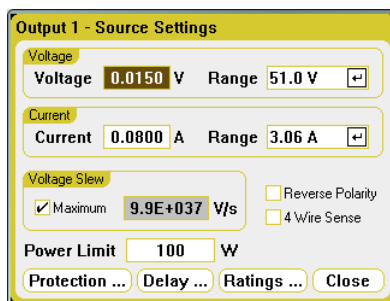 Output 1 - Source Settings
Voltage
Voltage 0.0150 V Range 51.0 V
Current
Current 0.0800 A Range 3.06 A
Voltage Slew
Maximum 9.9E+037 V/s
Reverse Polarity
4 Wire Sense
Power Limit 100 W
Protection ... Delay ... Ratings ... Close